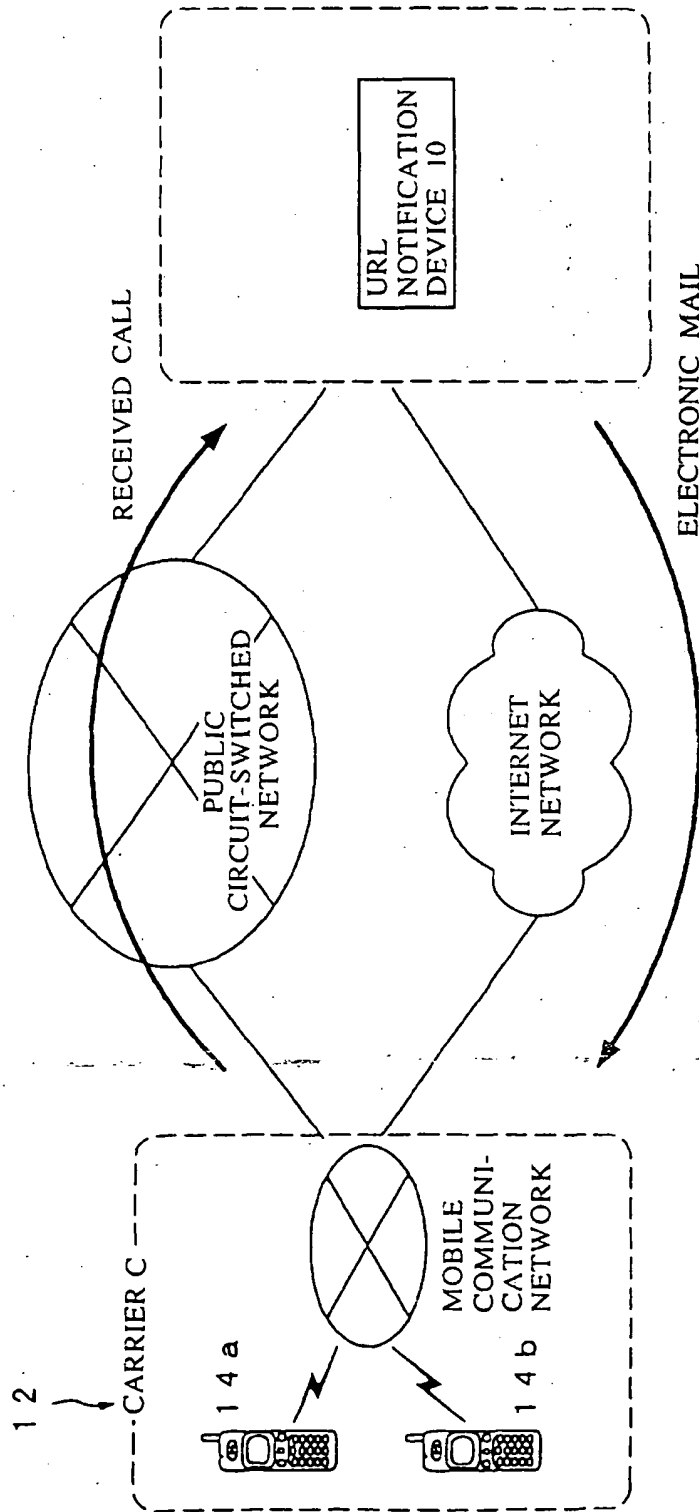 12
CARRIER C
14a
14b
MOBILE
COMMUNI-
CATION
NETWORK
RECEIVED CALL
PUBLIC
CIRCUIT-SWITCHED
NETWORK
INTERNET
NETWORK
URL
NOTIFICATION
DEVICE 10
ELECTRONIC MAIL